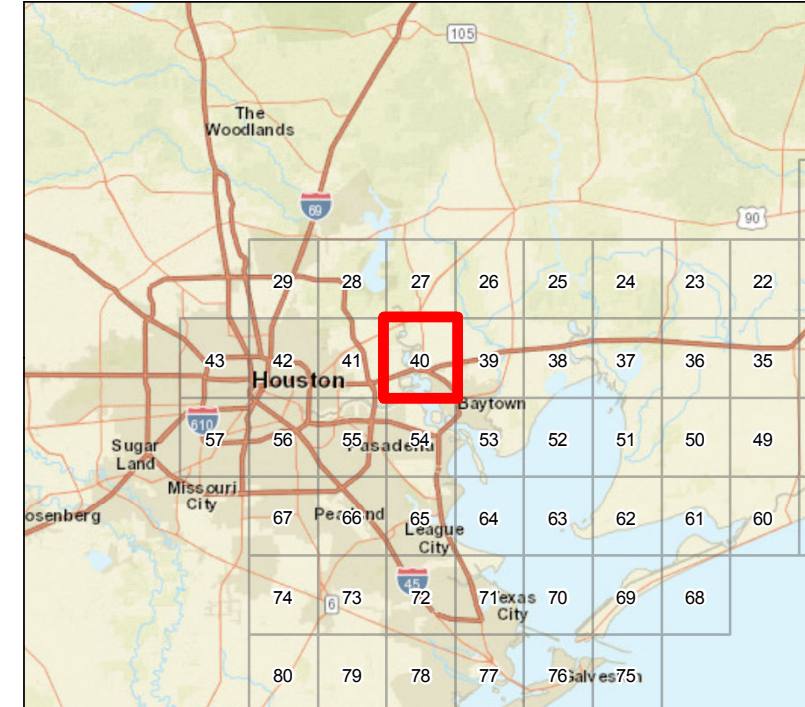 105
The
Woodlands
69
90
29 28 27 26 25 24 23 22
43 42 41 40 39 38 37 36 35
Houston
Baytown
610
57 56 55 54 53 52 51 50 49
Pasadena
Sugar
Land
Missouri
City
osenberg
67 66 65 64 63 62 61 60
Pearland
League
City
45
74 73 72 71 70 69 68
6
Texas
City
80 79 78 77 76 75
Galveston